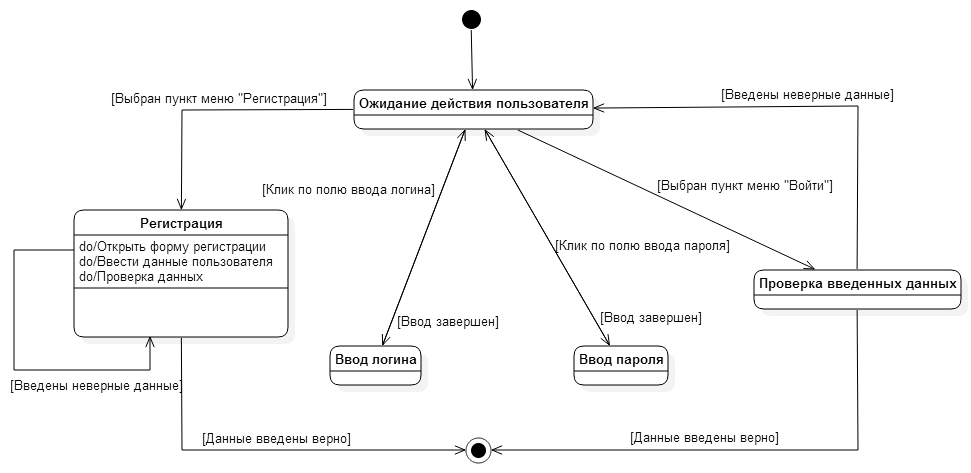 [Выбран пункт меню "Регистрация"]
Ожидание действия пользователя
[Введены неверные данные]
[Клик по полю ввода логина]
[Выбран пункт меню "Войти"]
Регистрация
do/Открыть форму регистрации
do/Ввести данные пользователя
do/Проверка данных
[Клик по полю ввода пароля]
Проверка введенных данных
[Ввод завершен]
[Ввод завершен]
Ввод логина
Ввод пароля
[Введены неверные данные]
[Данные введены верно]
[Данные введены верно]